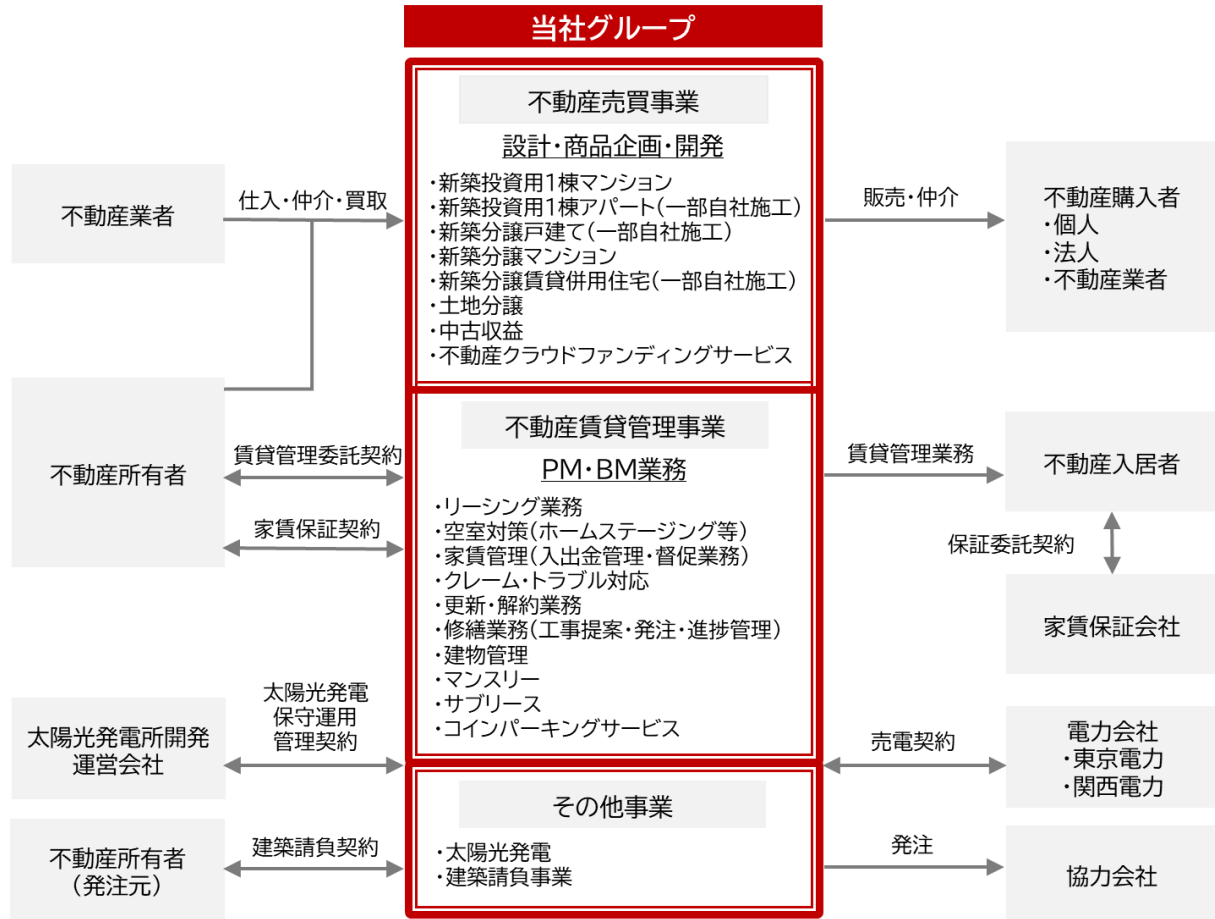 当社グループ
不動産売買事業
設計・商品企画・開発
・新築投資用1棟マンション
・新築投資用1棟アパート(一部自社施工)
・新築分譲戸建て(一部自社施工)
・新築分譲マンション
・新築分譲賃貸併用住宅(一部自社施工)
・土地分譲
・中古収益
・不動産クラウドファンディングサービス
不動産業者
仕入・仲介・買取
販売・仲介
不動産購入者
・個人
・法人
・不動産業者
不動産賃貸管理事業
PM・BM業務
・リーシング業務
・空室対策(ホームステージング等)
・家賃管理(入出金管理・督促業務)
・クレーム・トラブル対応
・更新・解約業務
・修繕業務(工事提案・発注・進捗管理)
・建物管理
・マンスリー
・サブリース
・コインパーキングサービス
不動産所有者
賃貸管理委託契約
家賃保証契約
賃貸管理業務
不動産入居者
保証委託契約
家賃保証会社
太陽光発電所開発
運営会社
太陽光発電
保守運用
管理契約
売電契約
電力会社
・東京電力
・関西電力
その他事業
・太陽光発電
・建築請負事業
不動産所有者
(発注元)
建築請負契約
発注
協力会社